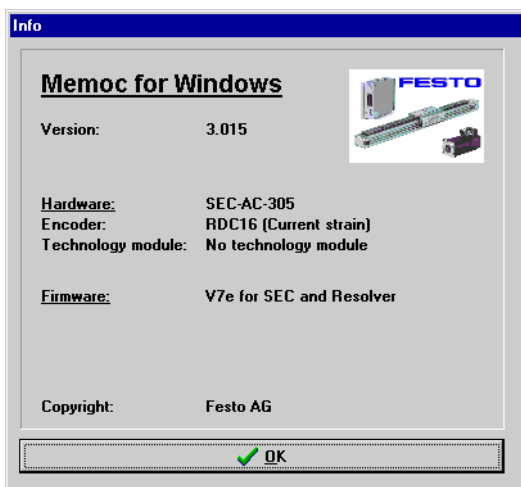 Info
Memoc for Windows
FESTO
Version: 3.015
Hardware: SEC-AC-305
Encoder: RDC16 (Current strain)
Technology module: No technology module
Firmware: V7e for SEC and Resolver
Copyright: Festo AG
OK